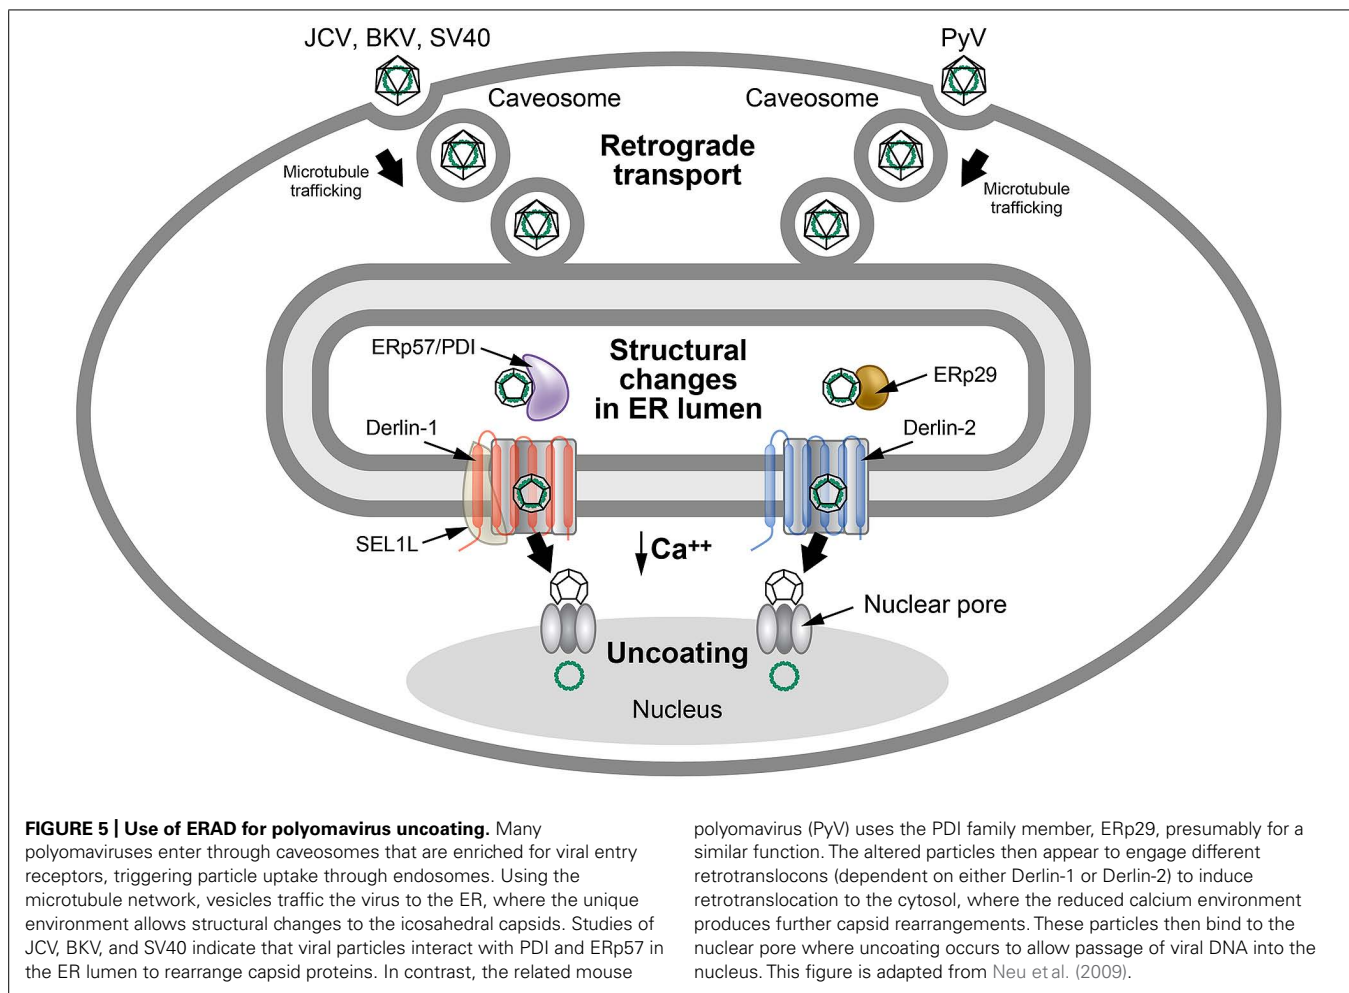 JCV, BKV, SV40
PyV
Caveosome
Caveosome
Retrograde
transport
Microtubule
trafficking
Microtubule
trafficking
ERp57/PDI
Structural
changes
in ER lumen
ERp29
Derlin-1
Derlin-2
SEL1L
Ca++
Nuclear pore
Uncoating
Nucleus
FIGURE 5 | Use of ERAD for polyomavirus uncoating. Many
polyomaviruses enter through caveosomes that are enriched for viral entry
receptors, triggering particle uptake through endosomes. Using the
microtubule network, vesicles traffic the virus to the ER, where the unique
environment allows structural changes to the icosahedral capsids. Studies of
JCV, BKV, and SV40 indicate that viral particles interact with PDI and ERp57 in
the ER lumen to rearrange capsid proteins. In contrast, the related mouse
polyomavirus (PyV) uses the PDI family member, ERp29, presumably for a
similar function. The altered particles then appear to engage different
retrotranslocons (dependent on either Derlin-1 or Derlin-2) to induce
retrotranslocation to the cytosol, where the reduced calcium environment
produces further capsid rearrangements. These particles then bind to the
nuclear pore where uncoating occurs to allow passage of viral DNA into the
nucleus. This figure is adapted from Neu et al. (2009).